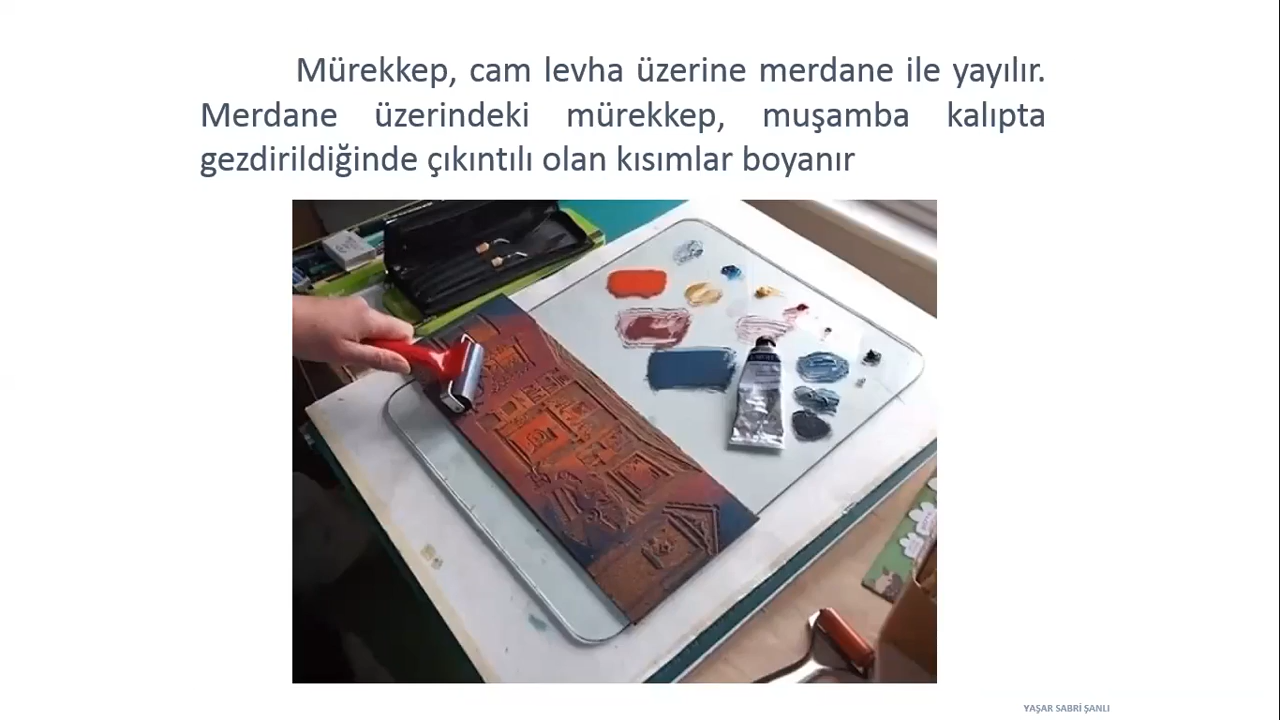 Mürekkep, cam levha üzerine merdane ile yayılır.
Merdane üzerindeki mürekkep, muşamba kalıpta
gezdirildiğinde çıkıntılı olan kısımlar boyanır
YAŞAR SABRİ ŞANLI